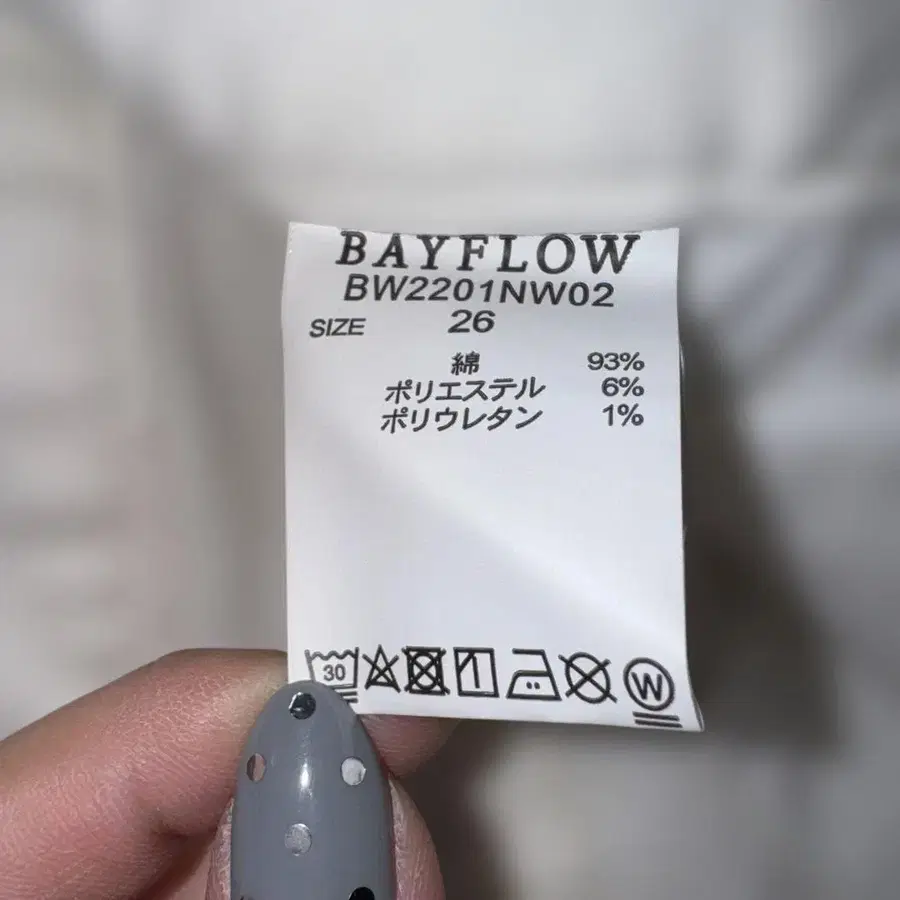 BAYFLOW
BW2201NW02
SIZE 26
綿 93%
ポリエステル 6%
ポリウレタン 1%
30 W